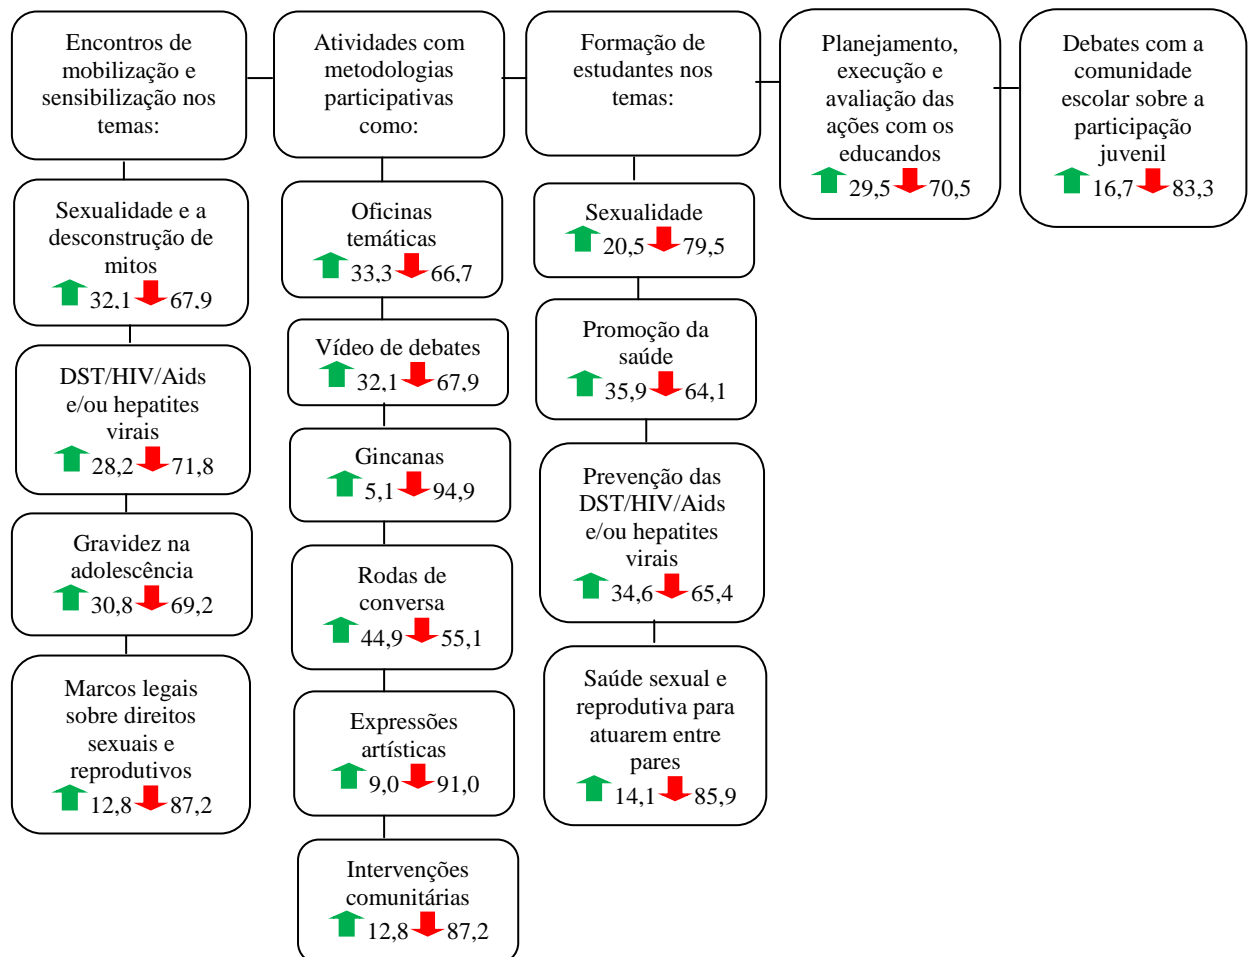 Encontros de
mobilização e
sensibilização nos
temas:
Sexualidade e a
desconstrução de
mitos
32,1 67,9
DST/HIV/Aids
e/ou hepatites
virais
28,2 71,8
Gravidez na
adolescência
30,8 69,2
Marcos legais
sobre direitos
sexuais e
reprodutivos
12,8 87,2
Atividades com
metodologias
participativas
como:
Oficinas
temáticas
33,3 66,7
Vídeo de debates
32,1 67,9
Gincanas
5,1 94,9
Rodas de
conversa
44,9 55,1
Expressões
artísticas
9,0 91,0
Intervenções
comunitárias
12,8 87,2
Formação de
estudantes nos
temas:
Sexualidade
20,5 79,5
Promoção da
saúde
35,9 64,1
Prevenção das
DST/HIV/Aids
e/ou hepatites
virais
34,6 65,4
Saúde sexual e
reprodutiva para
atuarem entre
pares
14,1 85,9
Planejamento,
execução e
avaliação das
ações com os
educandos
29,5 70,5
Debates com a
comunidade
escolar sobre a
participação
juvenil
16,7 83,3